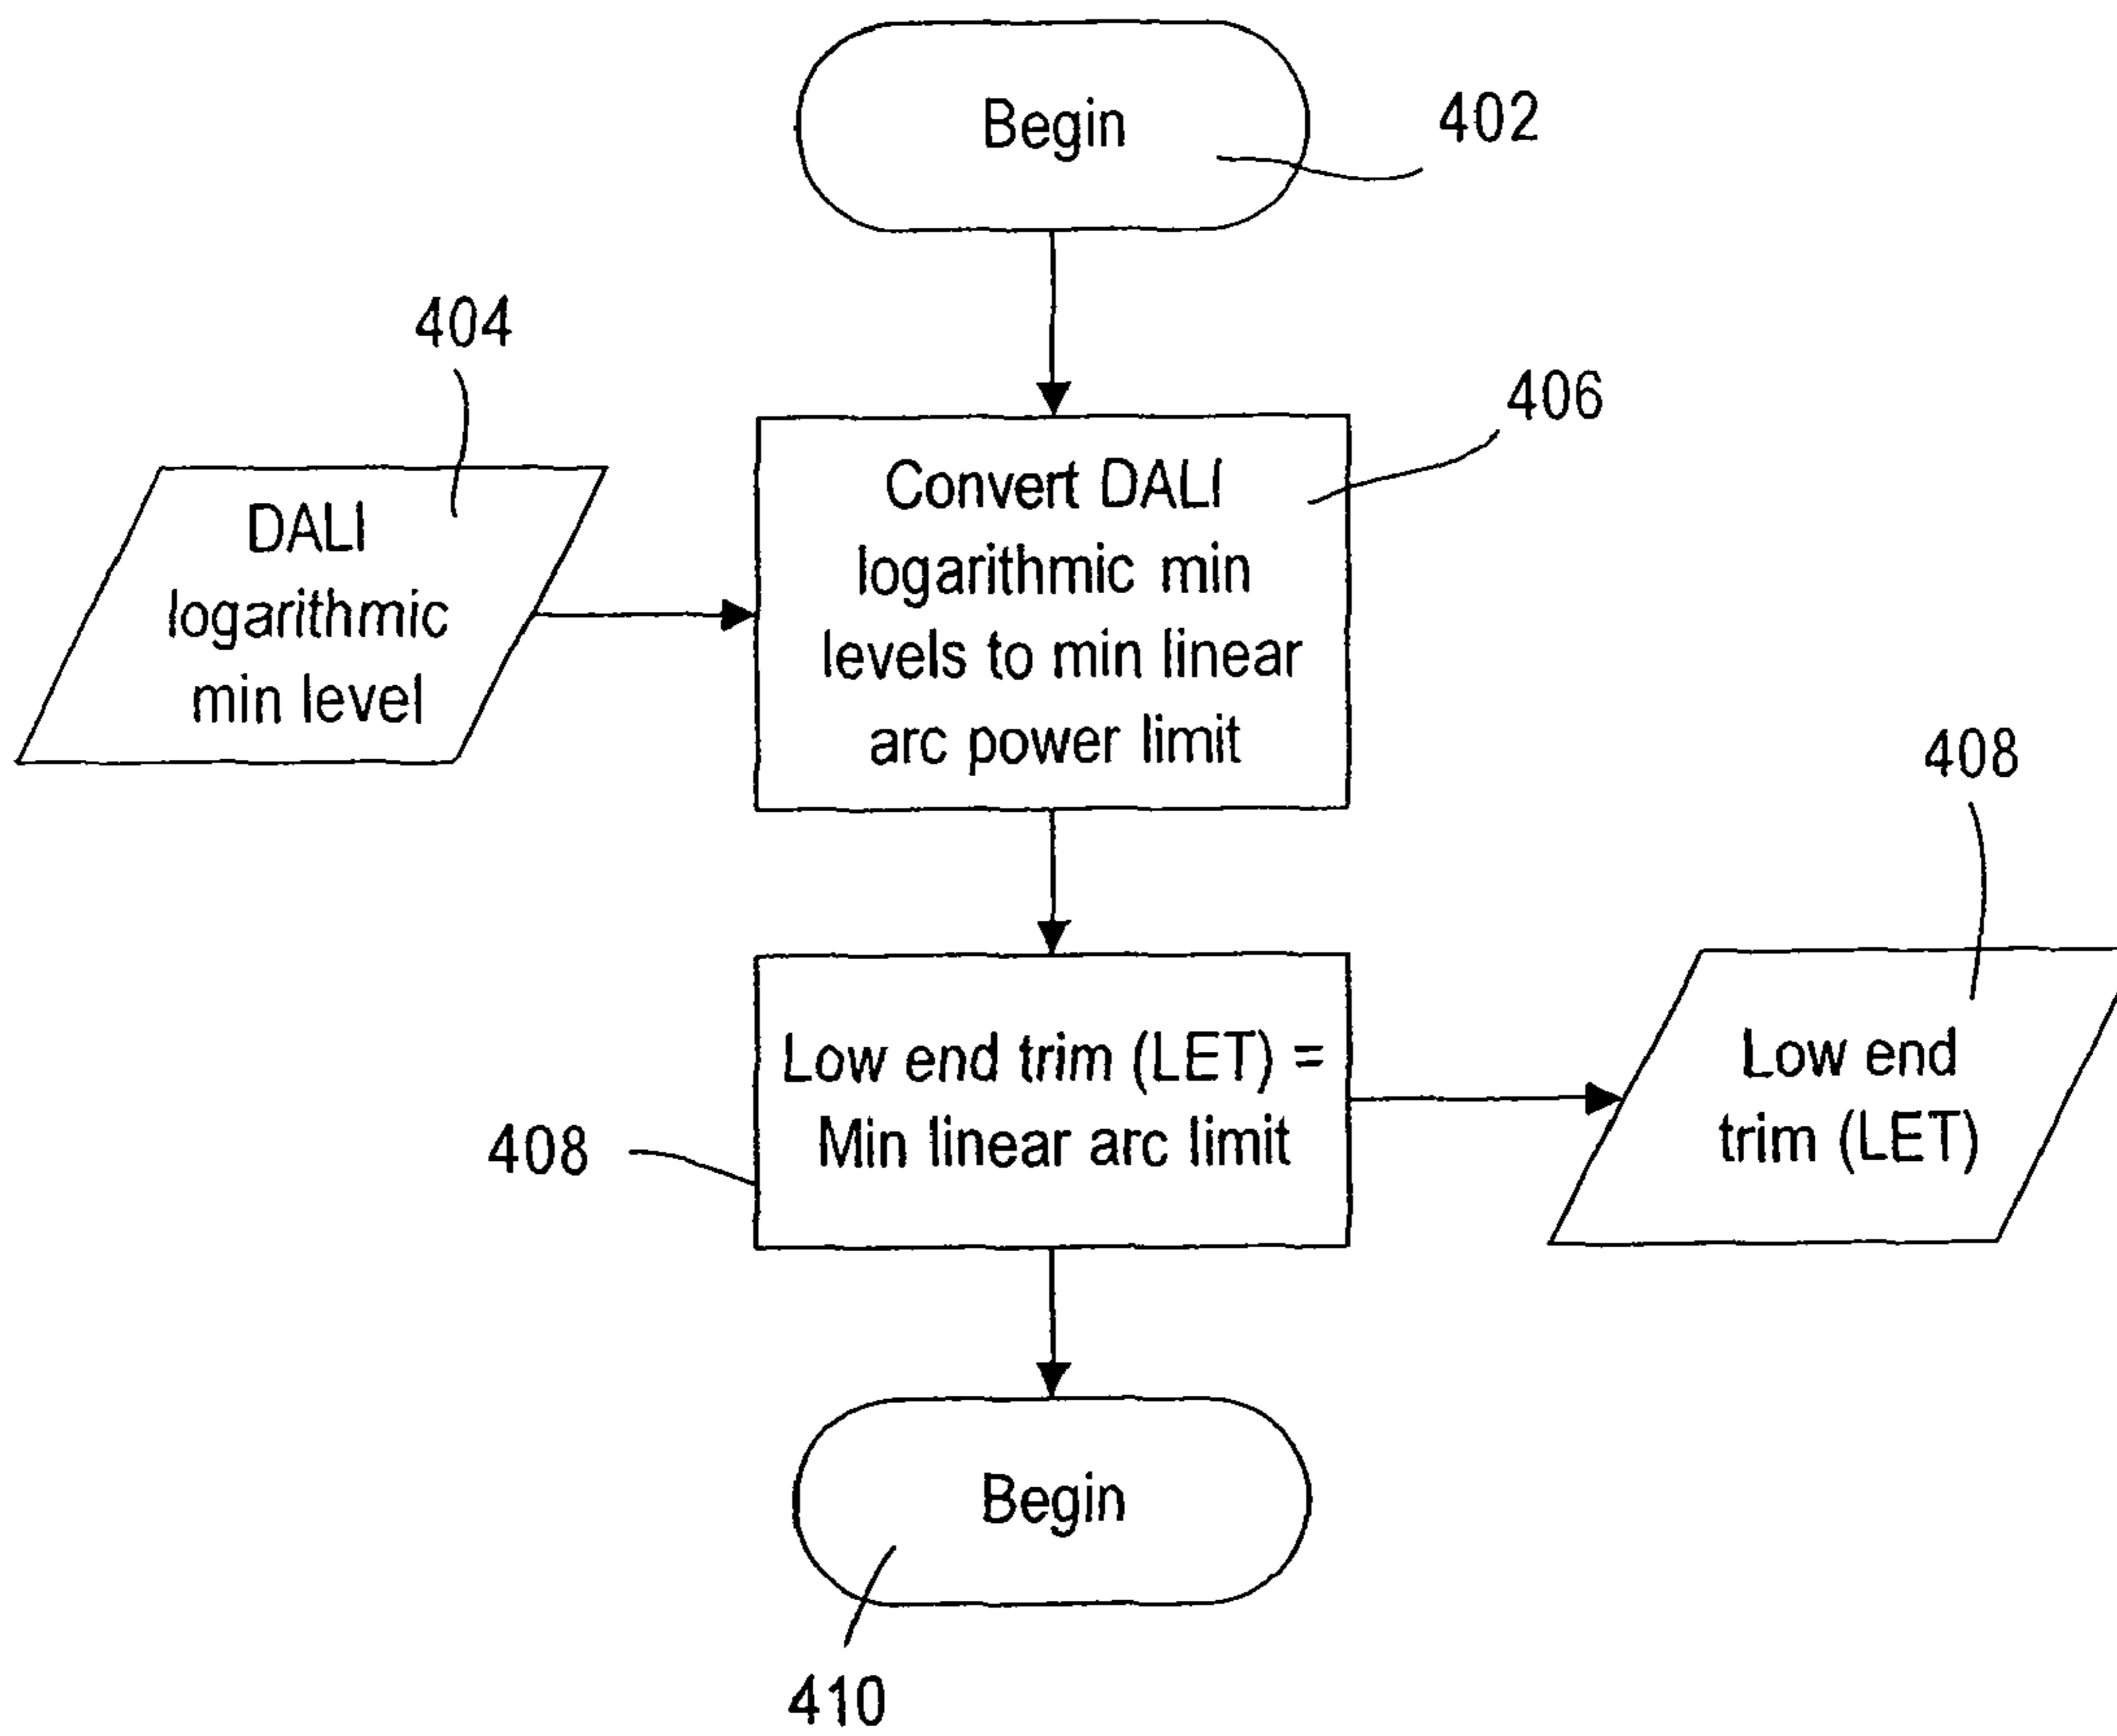 Begin
402
404
DALI
logarithmic
min level
406
Convert DALI
logarithmic min
levels to min linear
arc power limit
408
Low end trim (LET) =
Min linear arc limit
408
Low end
trim (LET)
Begin
410